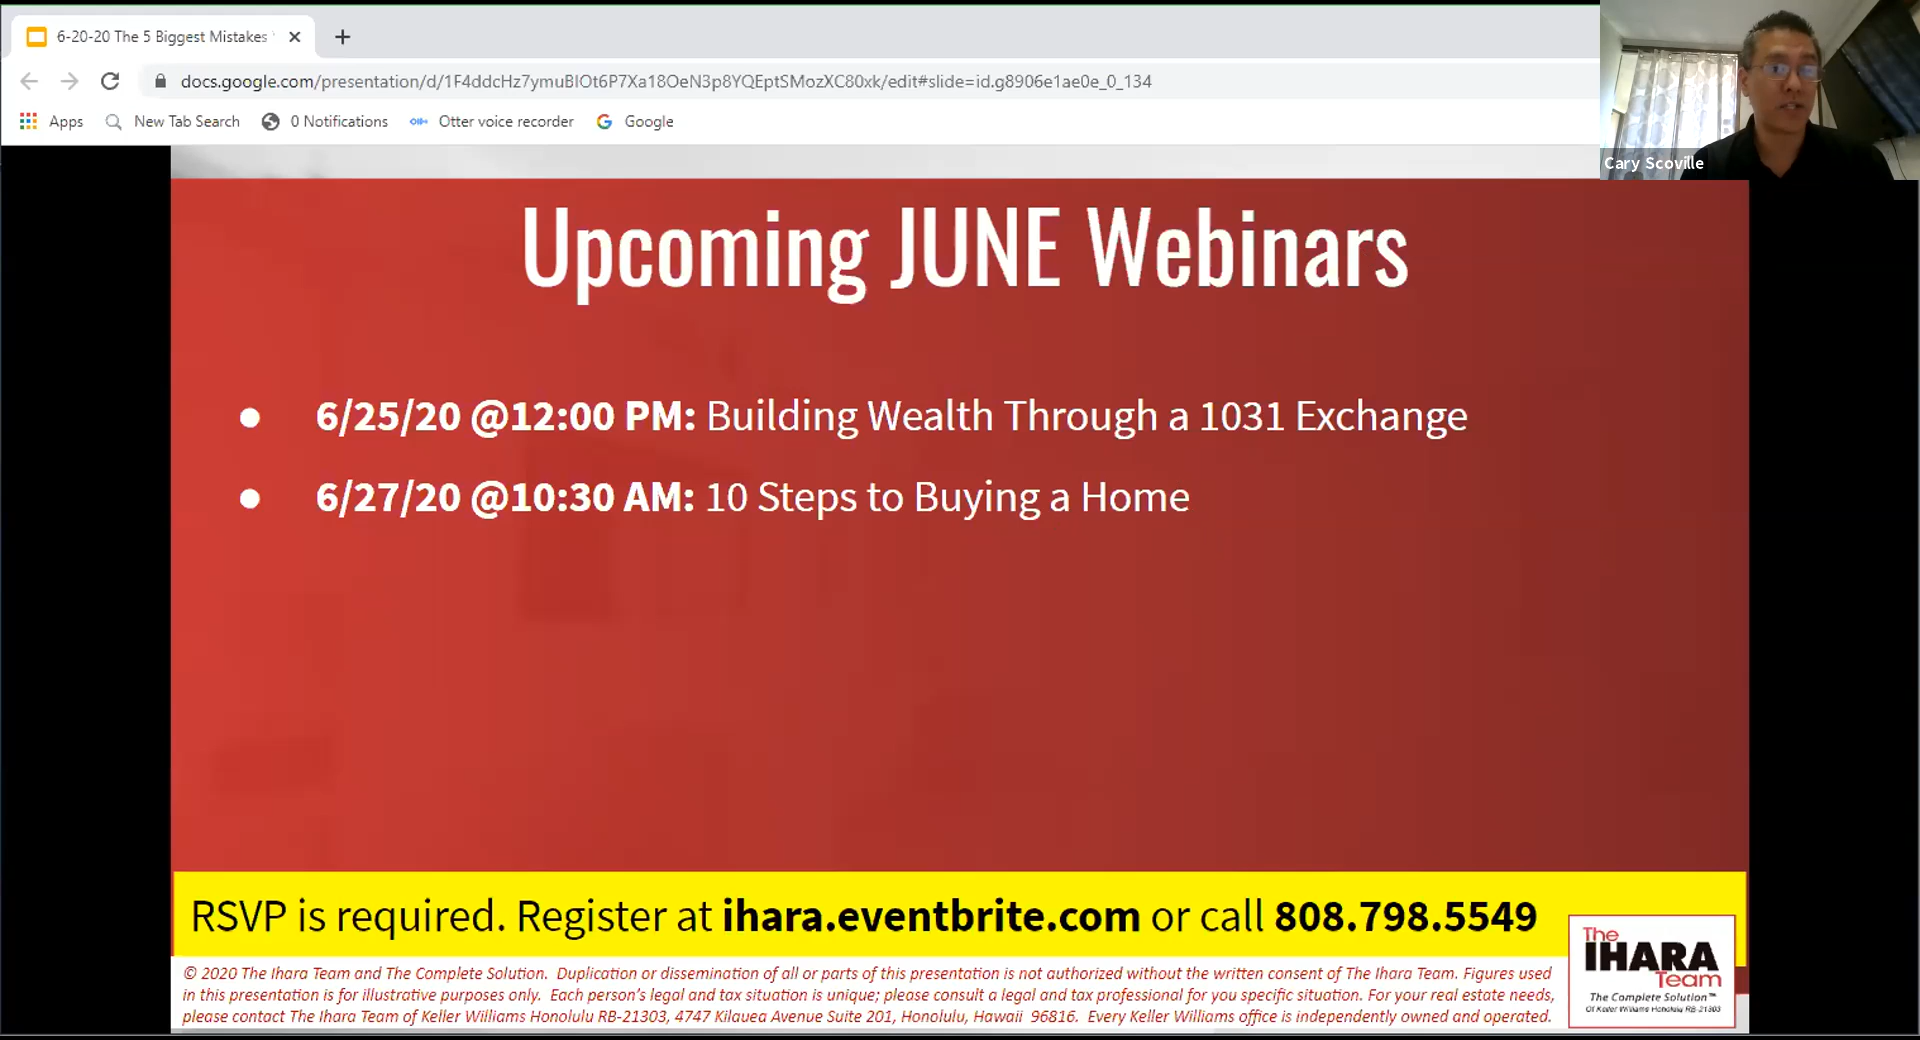 6-20-20 The 5 Biggest Mistakes
docs.google.com/presentation/d/1F4ddcHz7ymuBIOt6P7Xa18OeN3p8YQEptSMozXC80xk/edit#slide=id.g8906e1ae0e_0_134
Apps New Tab Search 0 Notifications Otter voice recorder Google
Cary Scoville
Upcoming JUNE Webinars
● 6/25/20 @12:00 PM: Building Wealth Through a 1031 Exchange
● 6/27/20 @10:30 AM: 10 Steps to Buying a Home
RSVP is required. Register at ihara.eventbrite.com or call 808.798.5549
© 2020 The Ihara Team and The Complete Solution. Duplication or dissemination of all or parts of this presentation is not authorized without the written consent of The Ihara Team. Figures used
in this presentation is for illustrative purposes only. Each person's legal and tax situation is unique; please consult a legal and tax professional for you specific situation. For your real estate needs,
please contact The Ihara Team of Keller Williams Honolulu RB-21303, 4747 Kilauea Avenue Suite 201, Honolulu, Hawaii 96816. Every Keller Williams office is independently owned and operated.
The
IHARA
Team
The Complete Solution™
Of Keller Williams Honolulu RB-21303